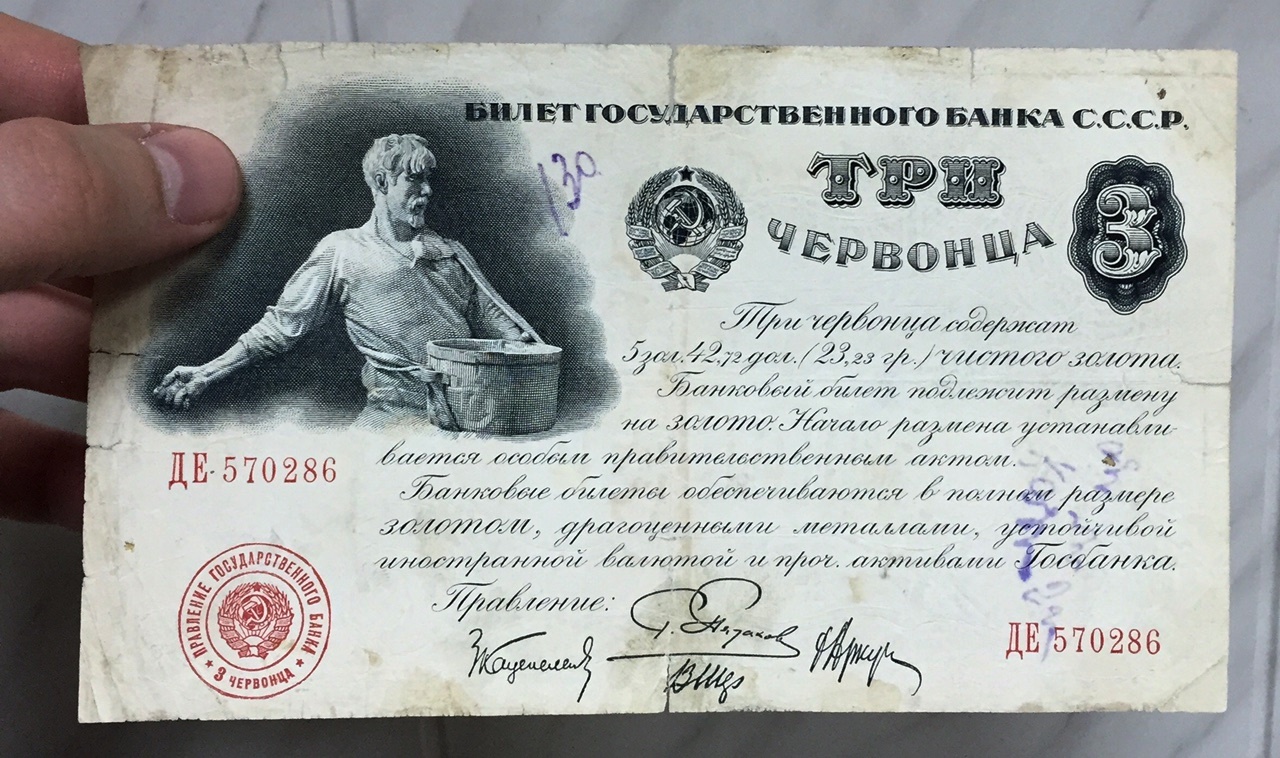 БИЛЕТ ГОСУДАРСТВЕННОГО БАНКА С.С.С.Р.
130
ТРИ
ЧЕРВОНЦА
3
Три червонца содержат
5 зол. 42,72 дол. (23,23 гр.) чистого золота.
Банковый билет подлежит размену
на золото. Начало размена устанавли-
вается особым правительственным актом.
Банковые билеты обеспечиваются в полном размере
золотом, драгоценными металлами, устойчивой
иностранной валютой и проч. активами Госбанка.
ДЕ 570286
ПРАВЛЕНИЕ ГОСУДАРСТВЕННОГО БАНКА
3 ЧЕРВОНЦА
Правление:
ДЕ 570286